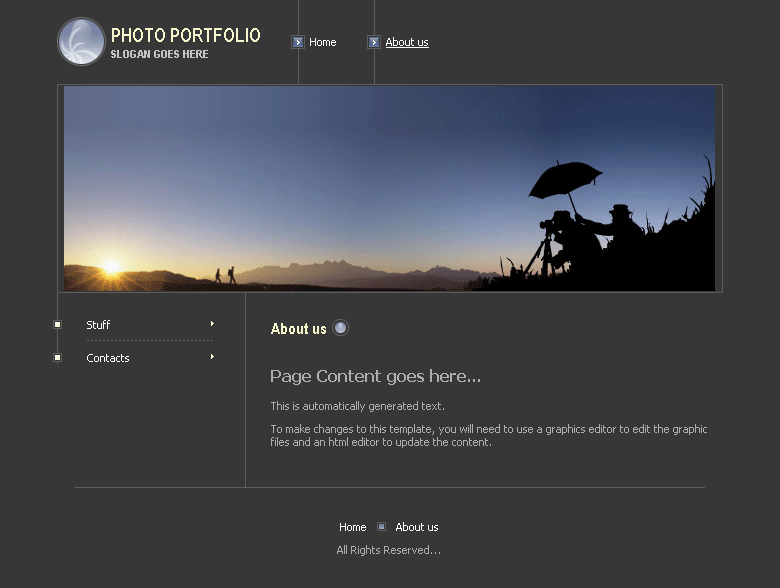 PHOTO PORTFOLIO
SLOGAN GOES HERE
Home
About us
Stuff
Contacts
About us
Page Content goes here...
This is automatically generated text.
To make changes to this template, you will need to use a graphics editor to edit the graphic
files and an html editor to update the content.
Home
About us
All Rights Reserved...